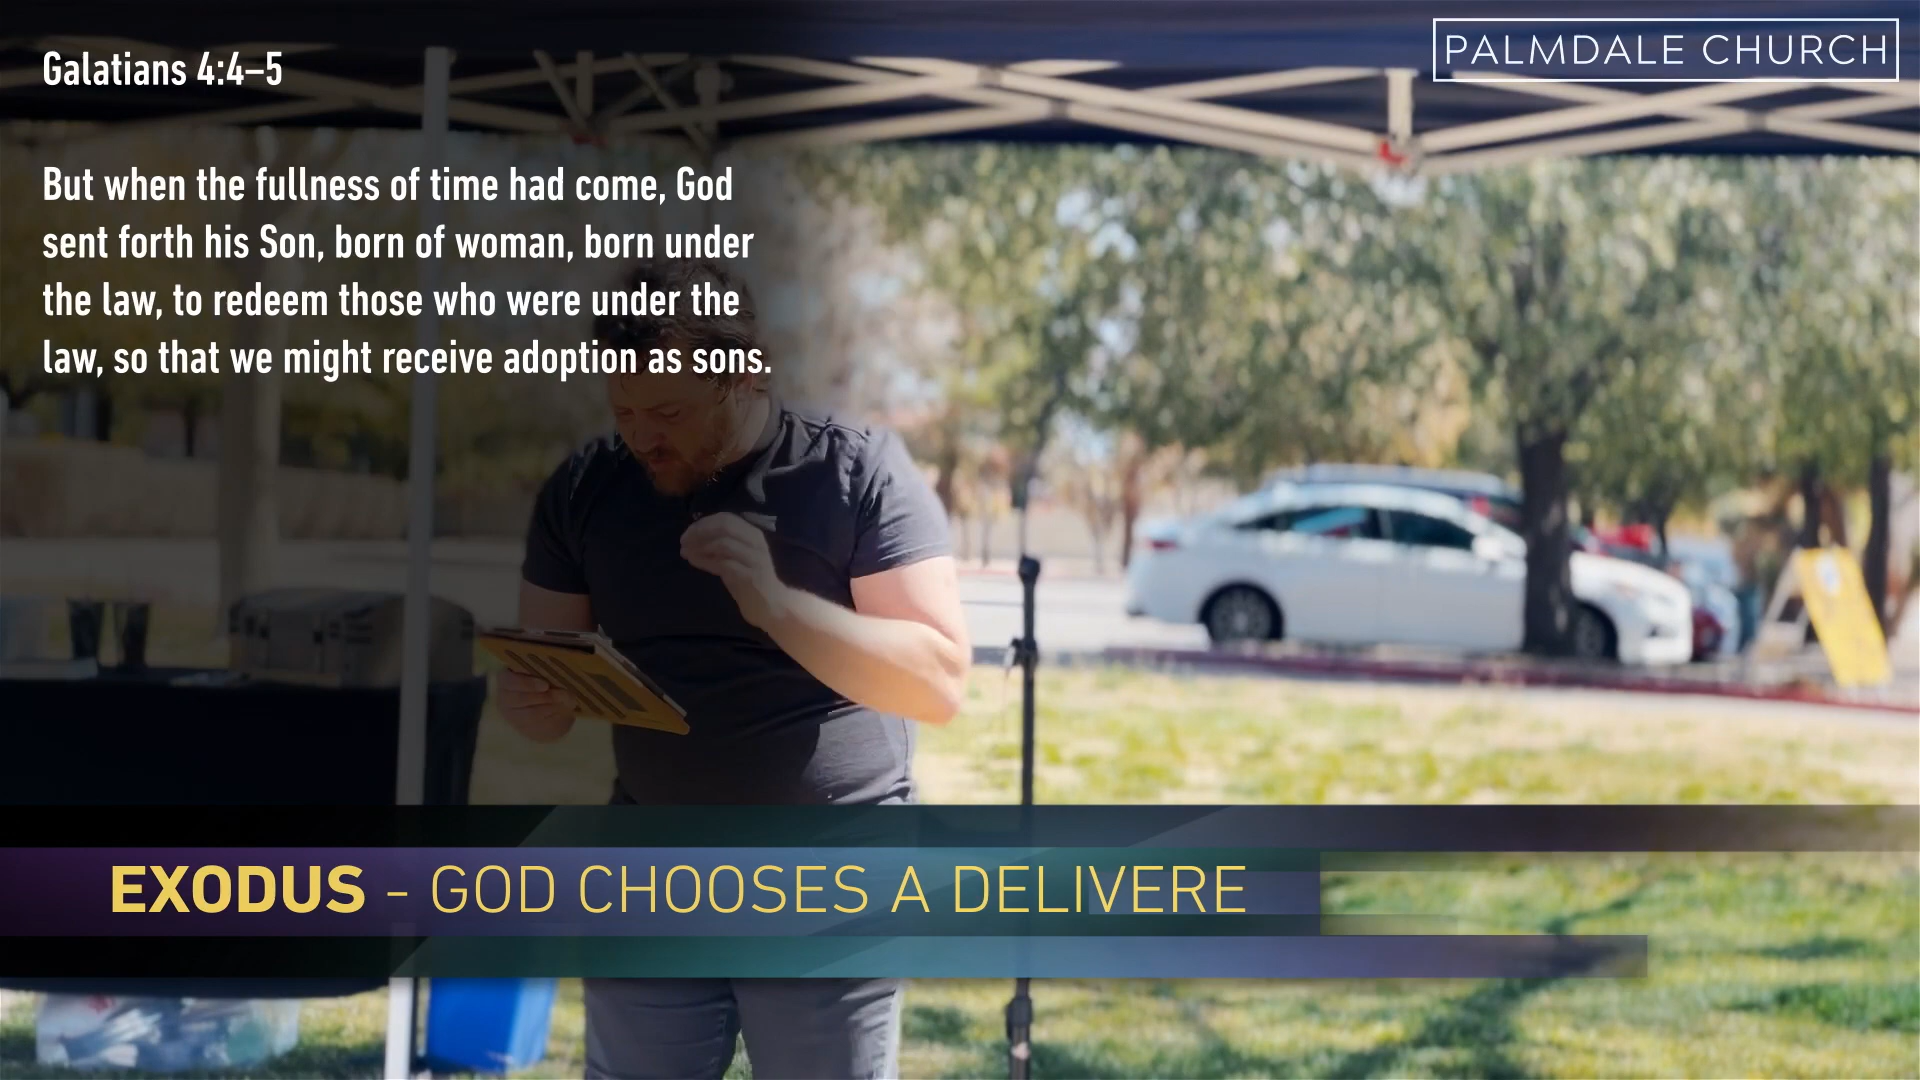 Galatians 4:4–5
PALMDALE CHURCH
But when the fullness of time had come, God
sent forth his Son, born of woman, born under
the law, to redeem those who were under the
law, so that we might receive adoption as sons.
EXODUS - GOD CHOOSES A DELIVERE